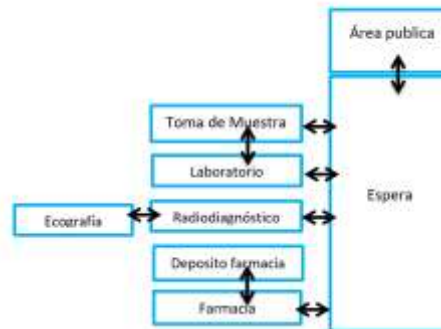 Área publica
Toma de Muestra
Laboratorio
Espera
Ecografía
Radiodiagnóstico
Deposito farmacia
Farmacia